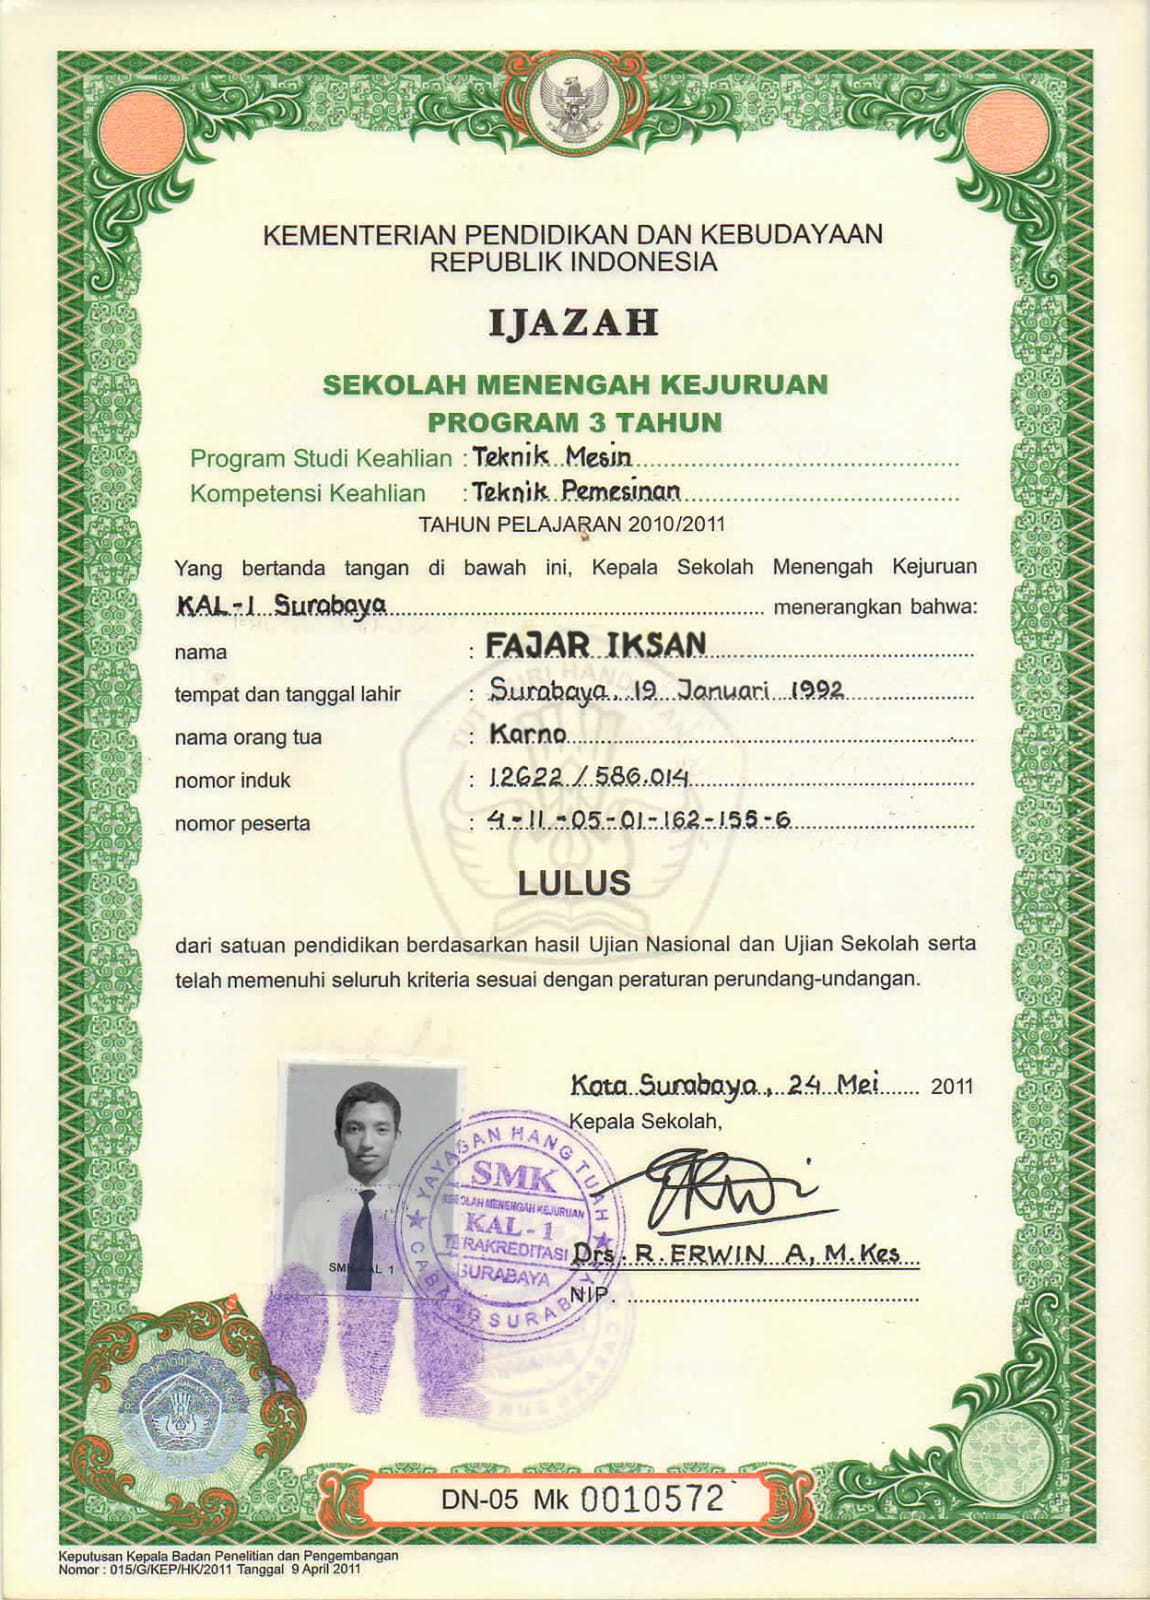 KEMENTERIAN PENDIDIKAN DAN KEBUDAYAAN
REPUBLIK INDONESIA
IJAZAH
SEKOLAH MENENGAH KEJURUAN
PROGRAM 3 TAHUN
Program Studi Keahlian : Teknik Mesin
Kompetensi Keahlian : Teknik Pemesinan
TAHUN PELAJARAN 2010/2011
Yang bertanda tangan di bawah ini, Kepala Sekolah Menengah Kejuruan
KAL-1 Surabaya menerangkan bahwa:
nama : FAJAR IKSAN
tempat dan tanggal lahir : Surabaya, 19 Januari 1992
nama orang tua : Karno
nomor induk : 12622 / 586.014
nomor peserta : 4-11-05-01-162-155-6
LULUS
dari satuan pendidikan berdasarkan hasil Ujian Nasional dan Ujian Sekolah serta
telah memenuhi seluruh kriteria sesuai dengan peraturan perundang-undangan.
Kota Surabaya, 24 Mei 2011
Kepala Sekolah,
YAYASAN HANG TUAH
SMK
SEKOLAH MENENGAH KEJURUAN
KAL-1
TERAKREDITASI
SURABAYA
CABANG SURABAYA
SMK KAL 1
Drs. R. ERWIN A, M.Kes
NIP.
2011
DN-05 Mk 0010572
Keputusan Kepala Badan Penelitian dan Pengembangan
Nomor : 015/G/KEP/HK/2011 Tanggal 9 April 2011